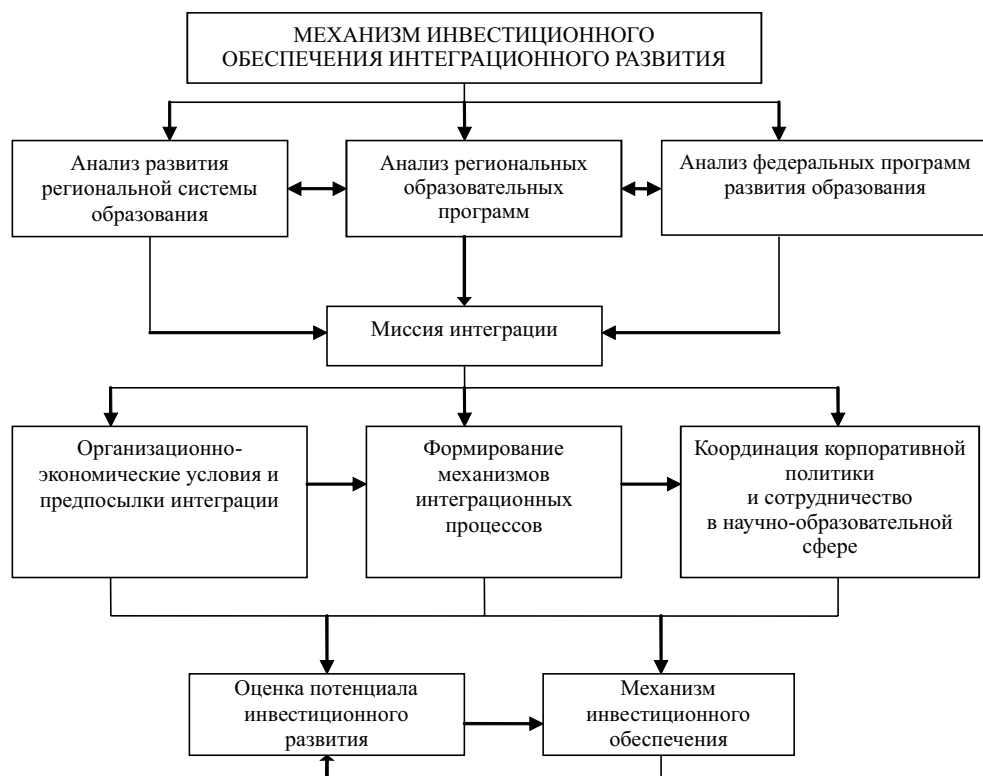 МЕХАНИЗМ ИНВЕСТИЦИОННОГО
ОБЕСПЕЧЕНИЯ ИНТЕГРАЦИОННОГО РАЗВИТИЯ
Анализ развития
региональной системы
образования
Анализ региональных
образовательных
программ
Анализ федеральных программ
развития образования
Миссия интеграции
Организационно-
экономические условия и
предпосылки интеграции
Формирование
механизмов
интеграционных
процессов
Координация корпоративной
политики
и сотрудничество
в научно-образовательной
сфере
Оценка потенциала
инвестиционного
развития
Механизм
инвестиционного
обеспечения